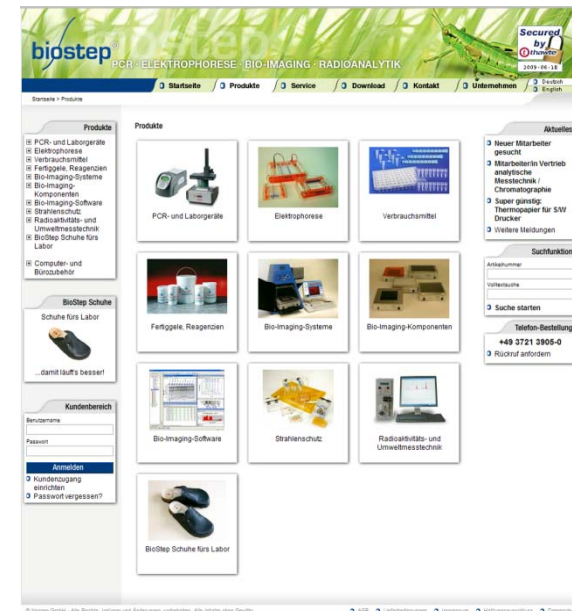 biostep®
PCR · ELEKTROPHORESE · BIO-IMAGING · RADIOANALYTIK
Secured
by
thawte
2009-06-18
Startseite
Produkte
Service
Download
Kontakt
Unternehmen
Deutsch
English
Startseite > Produkte
Produkte
PCR- und Laborgeräte
Elektrophorese
Verbrauchsmittel
Fertiggele, Reagenzien
Bio-Imaging-Systeme
Bio-Imaging-
Komponenten
Bio-Imaging-Software
Strahlenschutz
Radioaktivitäts- und
Umweltmesstechnik
BioStep Schuhe fürs
Labor
Computer- und
Bürozubehör
BioStep Schuhe
Schuhe fürs Labor
...damit läuft's besser!
Kundenbereich
Benutzername
Passwort
Anmelden
Kundenzugang
einrichten
Passwort vergessen?
Produkte
PCR- und Laborgeräte
Elektrophorese
Verbrauchsmittel
Fertiggele, Reagenzien
Bio-Imaging-Systeme
Bio-Imaging-Komponenten
Bio-Imaging-Software
Strahlenschutz
Radioaktivitäts- und
Umweltmesstechnik
BioStep Schuhe fürs Labor
Aktuelles
Neuer Mitarbeiter
gesucht
Mitarbeiter/in Vertrieb
analytische
Messtechnik /
Chromatographie
Super günstig:
Thermopapier für S/W
Drucker
Weitere Meldungen
Suchfunktion
Artikelnummer
Volltextsuche
Suche starten
Telefon-Bestellung
+49 3721 3905-0
Rückruf anfordern
AGB
Lieferbedingungen
Impressum